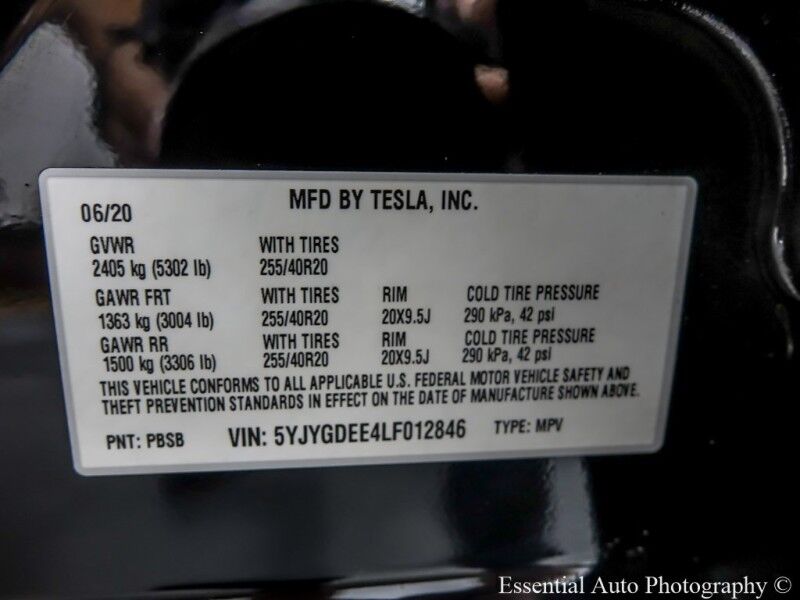 06/20 MFD BY TESLA, INC.
GVWR WITH TIRES
2405 kg (5302 lb) 255/40R20
GAWR FRT WITH TIRES RIM COLD TIRE PRESSURE
1363 kg (3004 lb) 255/40R20 20X9.5J 290 kPa, 42 psi
GAWR RR WITH TIRES RIM COLD TIRE PRESSURE
1500 kg (3306 lb) 255/40R20 20X9.5J 290 kPa, 42 psi
THIS VEHICLE CONFORMS TO ALL APPLICABLE U.S. FEDERAL MOTOR VEHICLE SAFETY AND
THEFT PREVENTION STANDARDS IN EFFECT ON THE DATE OF MANUFACTURE SHOWN ABOVE.
PNT: PBSB VIN: 5YJYGDEE4LF012846 TYPE: MPV
Essential Auto Photography ©